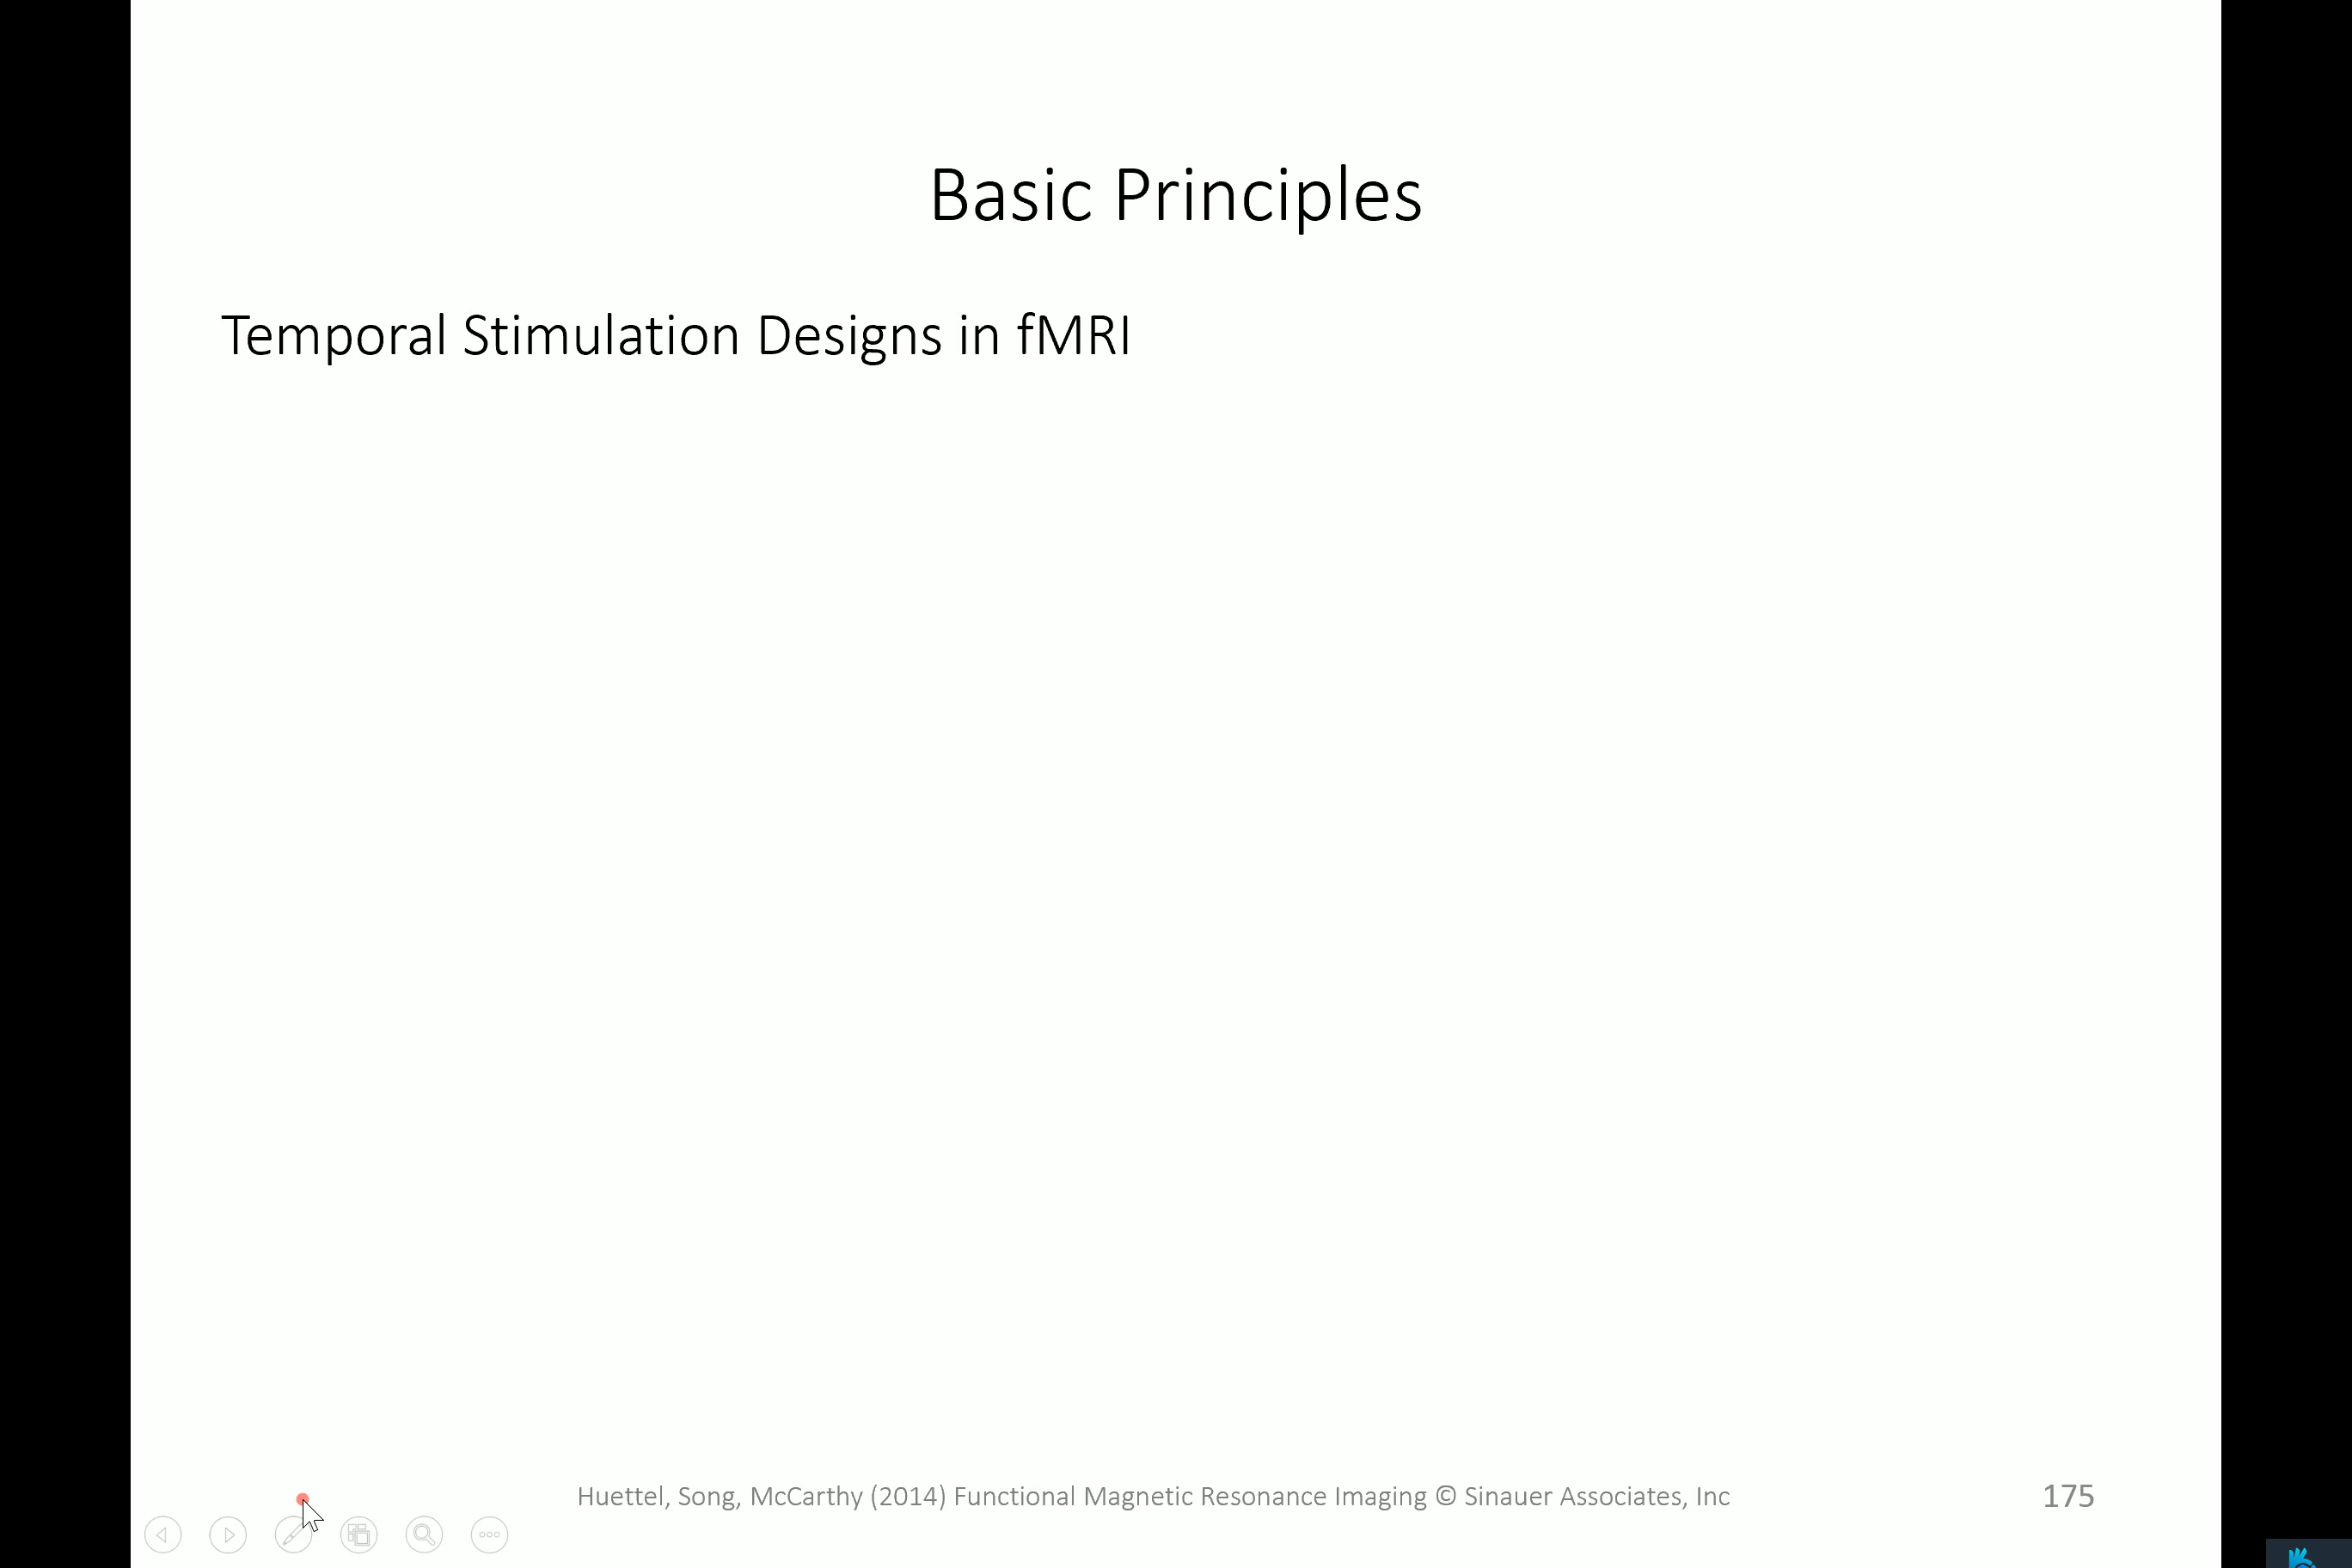 Basic Principles
Temporal Stimulation Designs in fMRI
Huettel, Song, McCarthy (2014) Functional Magnetic Resonance Imaging © Sinauer Associates, Inc
175